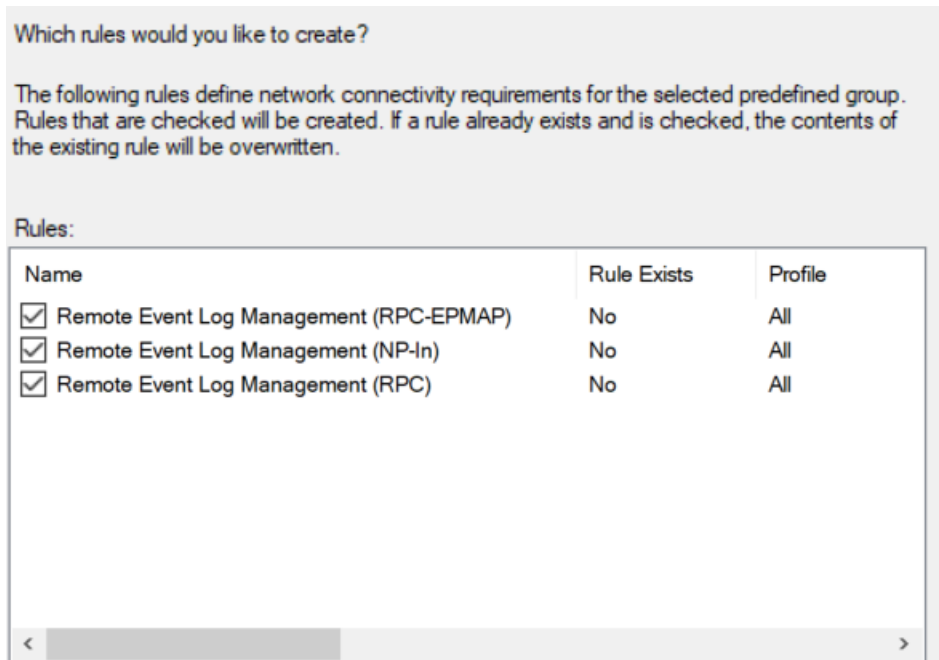 Which rules would you like to create?
The following rules define network connectivity requirements for the selected predefined group.
Rules that are checked will be created. If a rule already exists and is checked, the contents of
the existing rule will be overwritten.
Rules:
Name Rule Exists Profile
Remote Event Log Management (RPC-EPMAP) No All
Remote Event Log Management (NP-In) No All
Remote Event Log Management (RPC) No All